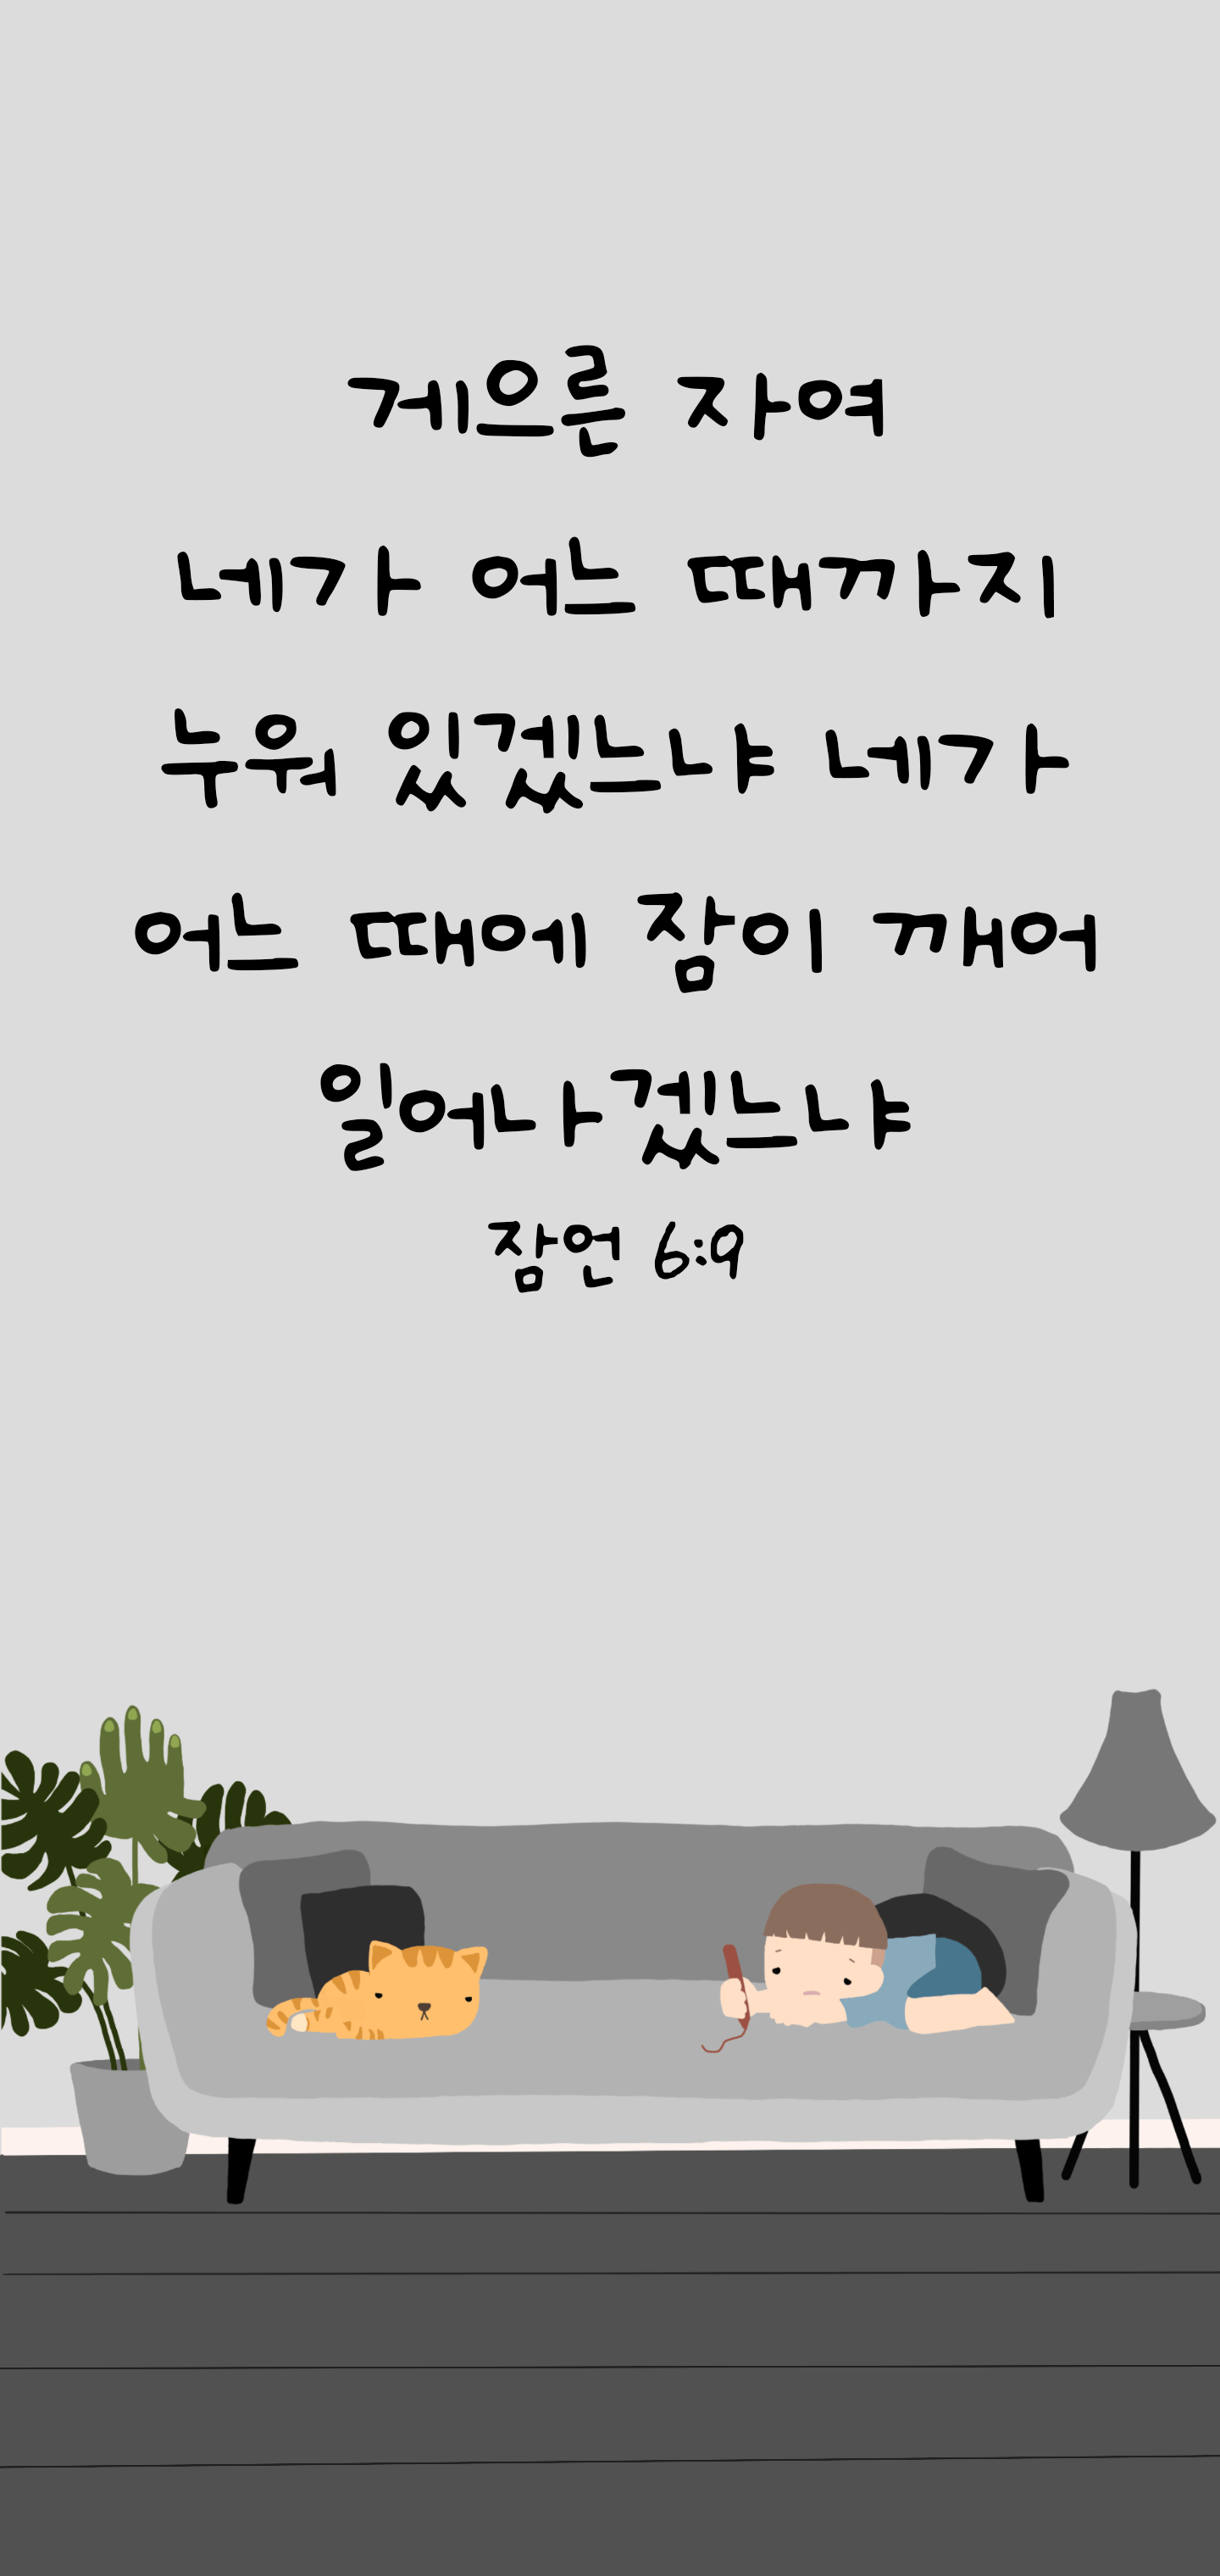 게으른 자여
네가 어느 때까지
누워 있겠느냐 네가
어느 때에 잠이 깨어
일어나겠느냐
잠언 6:9